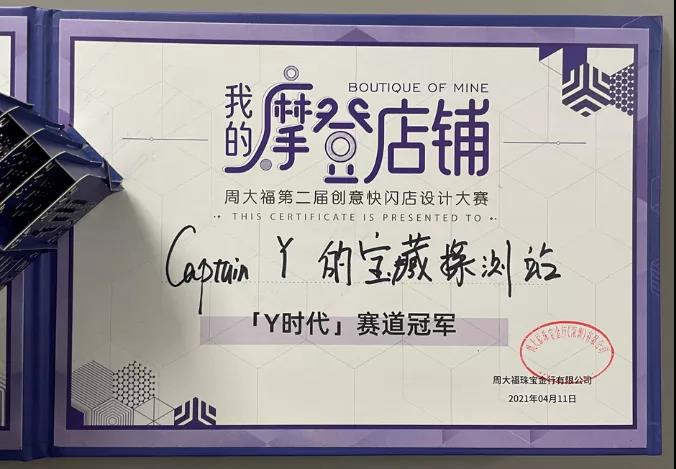 BOUTIQUE OF MINE
我的摩登店铺
周大福第二届创意快闪店设计大赛
THIS CERTIFICATE IS PRESENTED TO
Captain Y 的宝藏探测站
「Y时代」赛道冠军
周大福珠宝金行有限公司
2021年04月11日